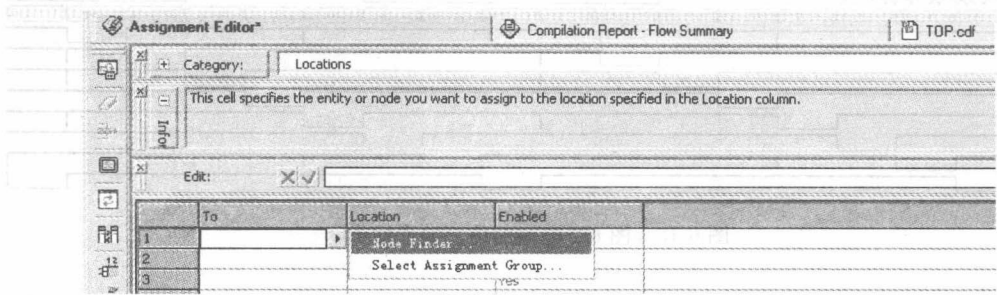 Assignment Editor* Compilation Report - Flow Summary TOP.cdf
Category: Locations
This cell specifies the entity or node you want to assign to the location specified in the Location column.
Edit:
To Location Enabled
1 Node Finder...
2 Select Assignment Group...
3 Yes